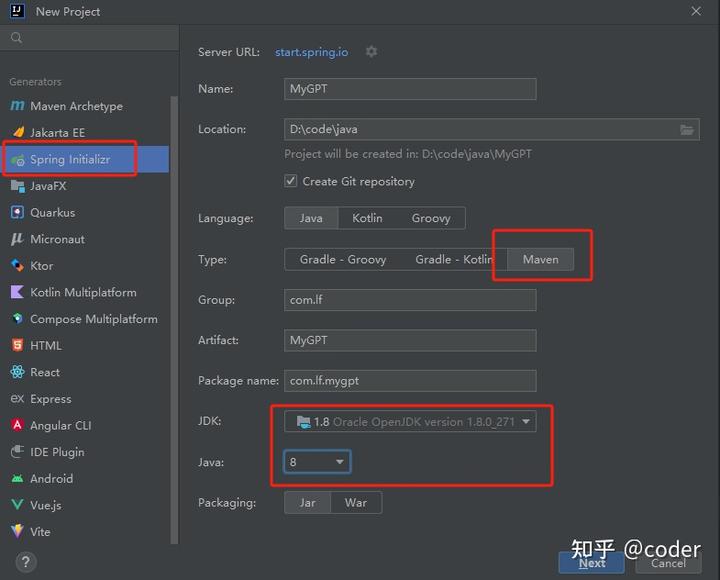 New Project
Server URL: start.spring.io
Generators
Maven Archetype
Jakarta EE
Spring Initializr
JavaFX
Quarkus
Micronaut
Ktor
Kotlin Multiplatform
Compose Multiplatform
HTML
React
Express
Angular CLI
IDE Plugin
Android
Vue.js
Vite
Name: MyGPT
Location: D:\code\java
Project will be created in: D:\code\java\MyGPT
Create Git repository
Language: Java Kotlin Groovy
Type: Gradle - Groovy Gradle - Kotlin Maven
Group: com.lf
Artifact: MyGPT
Package name: com.lf.mygpt
JDK: 1.8 Oracle OpenJDK version 1.8.0_271
Java: 8
Packaging: Jar War
知乎 @coder
? Next Cancel